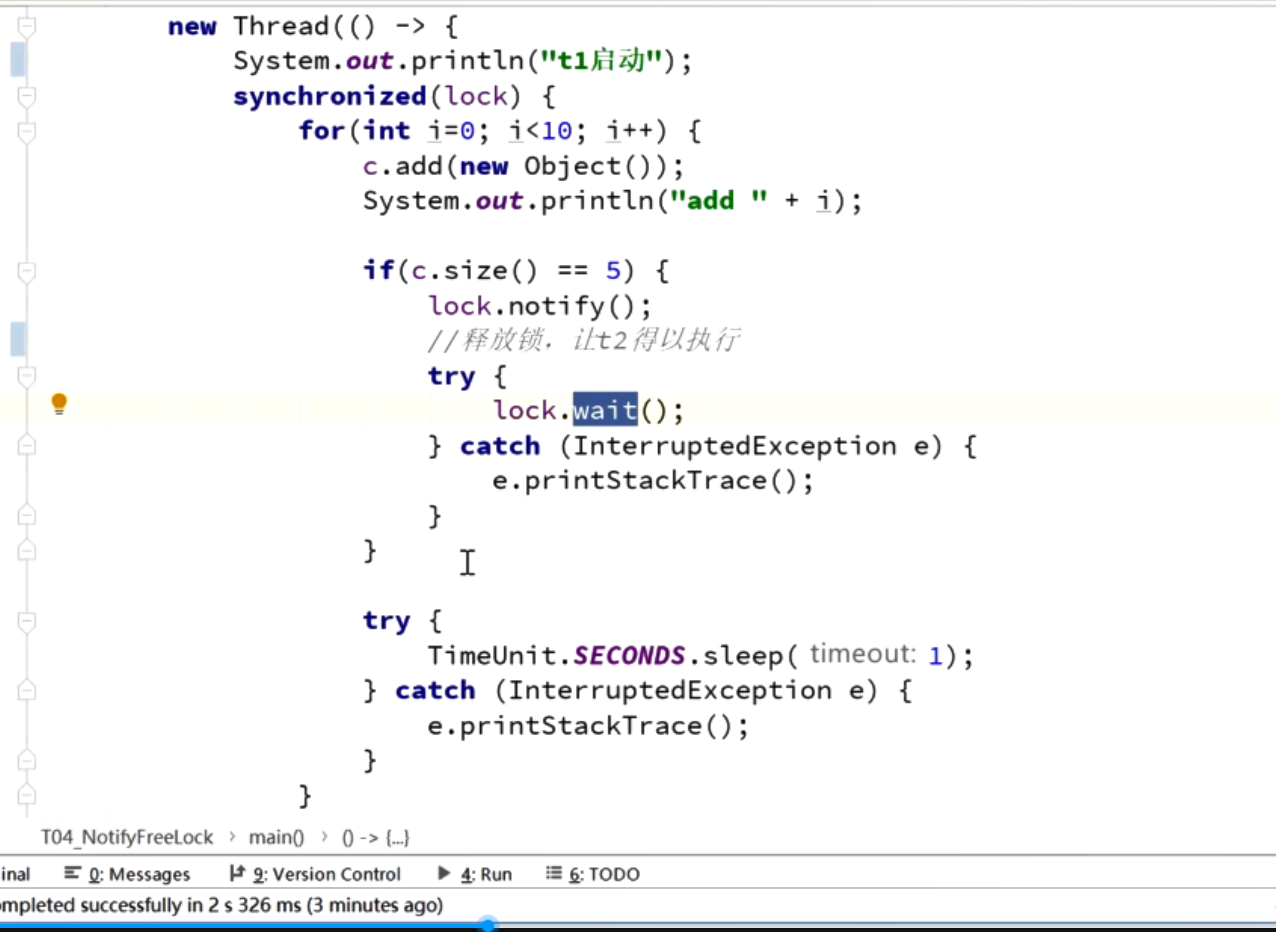 new Thread(() -> {
System.out.println("t1启动");
synchronized(lock) {
for(int i=0; i<10; i++) {
c.add(new Object());
System.out.println("add " + i);
if(c.size() == 5) {
lock.notify();
//释放锁，让t2得以执行
try {
lock.wait();
} catch (InterruptedException e) {
e.printStackTrace();
}
}
try {
TimeUnit.SECONDS.sleep( timeout: 1);
} catch (InterruptedException e) {
e.printStackTrace();
}
}
T04_NotifyFreeLock > main() > () -> {...}
inal 0: Messages 9: Version Control 4: Run 6: TODO
ompleted successfully in 2 s 326 ms (3 minutes ago)